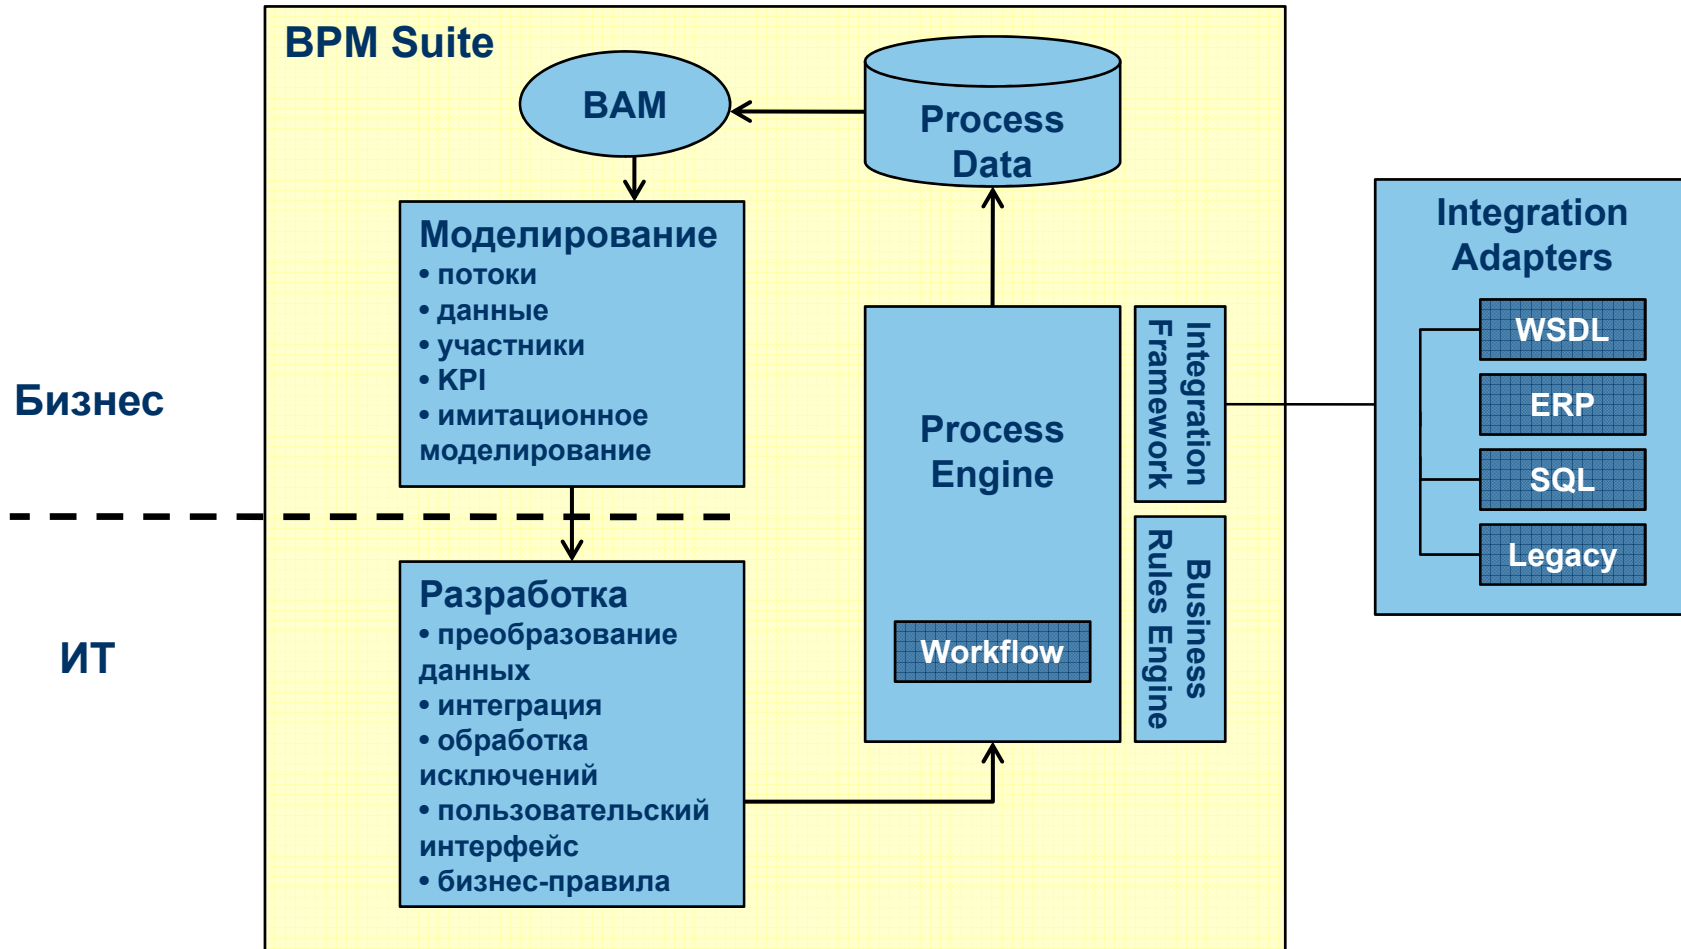 BPM Suite
BAM
Process
Data
Моделирование
• потоки
• данные
• участники
• KPI
• имитационное
моделирование
Бизнес
ИТ
Разработка
• преобразование
данных
• интеграция
• обработка
исключений
• пользовательский
интерфейс
• бизнес-правила
Process
Engine
Workflow
Integration
Framework
Business
Rules Engine
Integration
Adapters
WSDL
ERP
SQL
Legacy